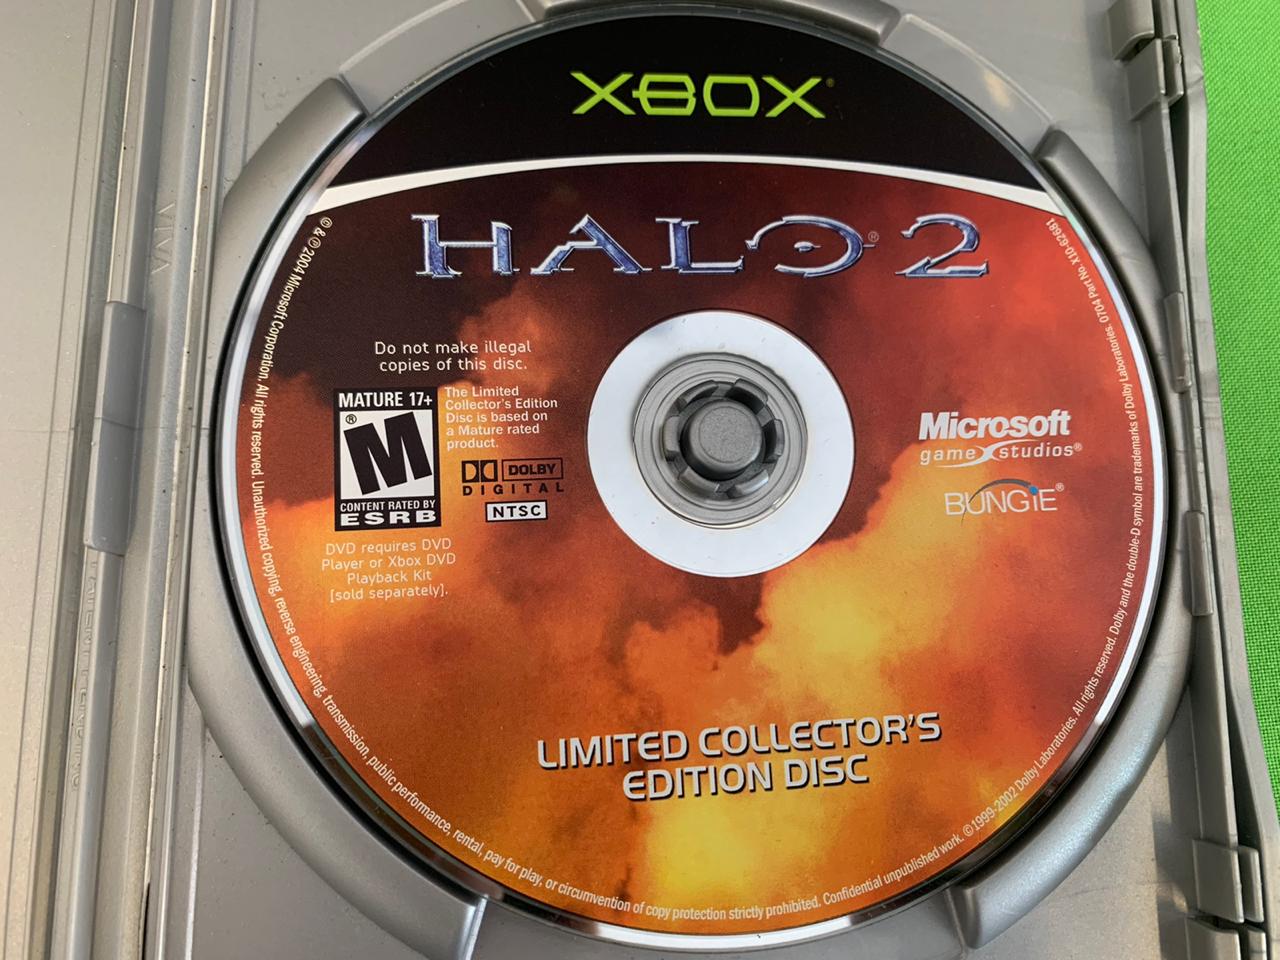 XBOX®
HALO® 2
Do not make illegal
copies of this disc.
MATURE 17+
®
M
CONTENT RATED BY
ESRB
The Limited
Collector's Edition
Disc is based on
a Mature rated
product.
DOLBY
DIGITAL
NTSC
DVD requires DVD
Player or Xbox DVD
Playback Kit
[sold separately].
Microsoft
game studios®
BUNGIE®
LIMITED COLLECTOR'S
EDITION DISC
© & ℗ 2004 Microsoft Corporation. All rights reserved. Unauthorized copying, reverse engineering, transmission, public performance, rental, pay for play, or circumvention of copy protection strictly prohibited. Confidential unpublished work. ©1999-2002 Dolby Laboratories. All rights reserved. Dolby and the double-D symbol are trademarks of Dolby Laboratories. 0704 Part No. X10-62681